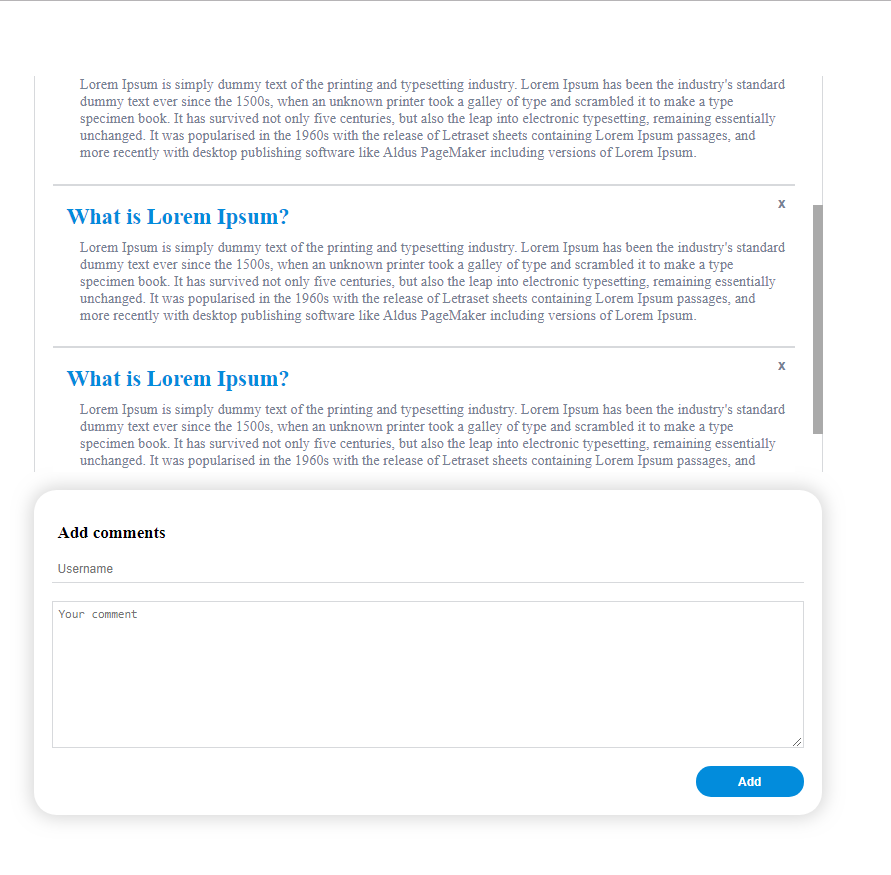 Lorem Ipsum is simply dummy text of the printing and typesetting industry. Lorem Ipsum has been the industry's standard
dummy text ever since the 1500s, when an unknown printer took a galley of type and scrambled it to make a type
specimen book. It has survived not only five centuries, but also the leap into electronic typesetting, remaining essentially
unchanged. It was popularised in the 1960s with the release of Letraset sheets containing Lorem Ipsum passages, and
more recently with desktop publishing software like Aldus PageMaker including versions of Lorem Ipsum.
x
What is Lorem Ipsum?
Lorem Ipsum is simply dummy text of the printing and typesetting industry. Lorem Ipsum has been the industry's standard
dummy text ever since the 1500s, when an unknown printer took a galley of type and scrambled it to make a type
specimen book. It has survived not only five centuries, but also the leap into electronic typesetting, remaining essentially
unchanged. It was popularised in the 1960s with the release of Letraset sheets containing Lorem Ipsum passages, and
more recently with desktop publishing software like Aldus PageMaker including versions of Lorem Ipsum.
x
What is Lorem Ipsum?
Lorem Ipsum is simply dummy text of the printing and typesetting industry. Lorem Ipsum has been the industry's standard
dummy text ever since the 1500s, when an unknown printer took a galley of type and scrambled it to make a type
specimen book. It has survived not only five centuries, but also the leap into electronic typesetting, remaining essentially
unchanged. It was popularised in the 1960s with the release of Letraset sheets containing Lorem Ipsum passages, and
Add comments
Username
Your comment
Add